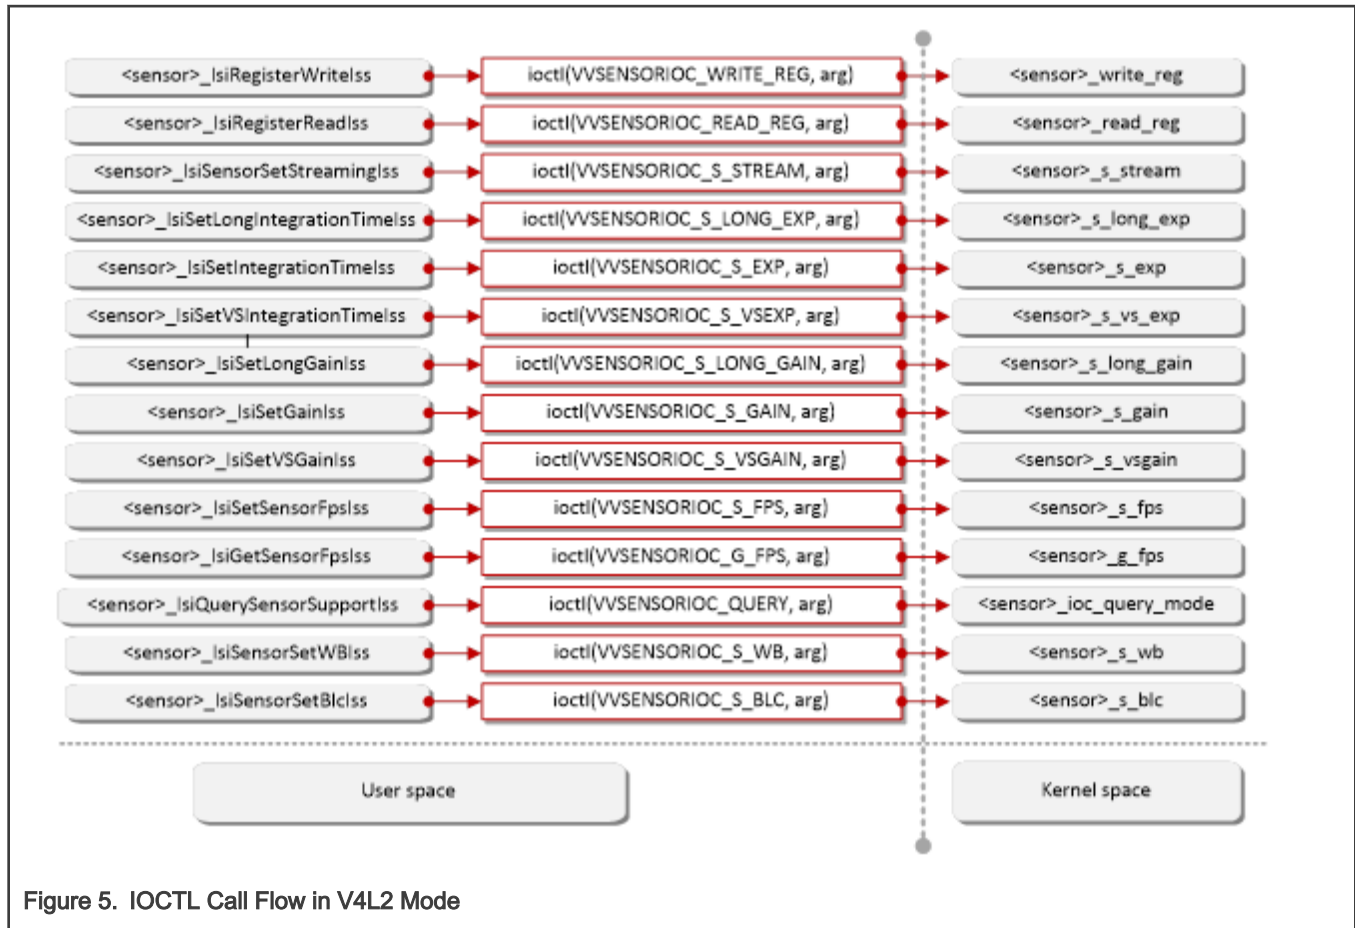 <sensor>_IsiRegisterWriteIss ioctl(VVSENSORIOC_WRITE_REG, arg) <sensor>_write_reg
<sensor>_IsiRegisterReadIss ioctl(VVSENSORIOC_READ_REG, arg) <sensor>_read_reg
<sensor>_IsiSensorSetStreamingIss ioctl(VVSENSORIOC_S_STREAM, arg) <sensor>_s_stream
<sensor>_IsiSetLongIntegrationTimeIss ioctl(VVSENSORIOC_S_LONG_EXP, arg) <sensor>_s_long_exp
<sensor>_IsiSetIntegrationTimeIss ioctl(VVSENSORIOC_S_EXP, arg) <sensor>_s_exp
<sensor>_IsiSetVSIntegrationTimeIss ioctl(VVSENSORIOC_S_VSEXP, arg) <sensor>_s_vs_exp
<sensor>_IsiSetLongGainIss ioctl(VVSENSORIOC_S_LONG_GAIN, arg) <sensor>_s_long_gain
<sensor>_IsiSetGainIss ioctl(VVSENSORIOC_S_GAIN, arg) <sensor>_s_gain
<sensor>_IsiSetVSGainIss ioctl(VVSENSORIOC_S_VSGAIN, arg) <sensor>_s_vsgain
<sensor>_IsiSetSensorFpsIss ioctl(VVSENSORIOC_S_FPS, arg) <sensor>_s_fps
<sensor>_IsiGetSensorFpsIss ioctl(VVSENSORIOC_G_FPS, arg) <sensor>_g_fps
<sensor>_IsiQuerySensorSupportIss ioctl(VVSENSORIOC_QUERY, arg) <sensor>_ioc_query_mode
<sensor>_IsiSensorSetWBIss ioctl(VVSENSORIOC_S_WB, arg) <sensor>_s_wb
<sensor>_IsiSensorSetBlcIss ioctl(VVSENSORIOC_S_BLC, arg) <sensor>_s_blc
User space Kernel space
Figure 5. IOCTL Call Flow in V4L2 Mode